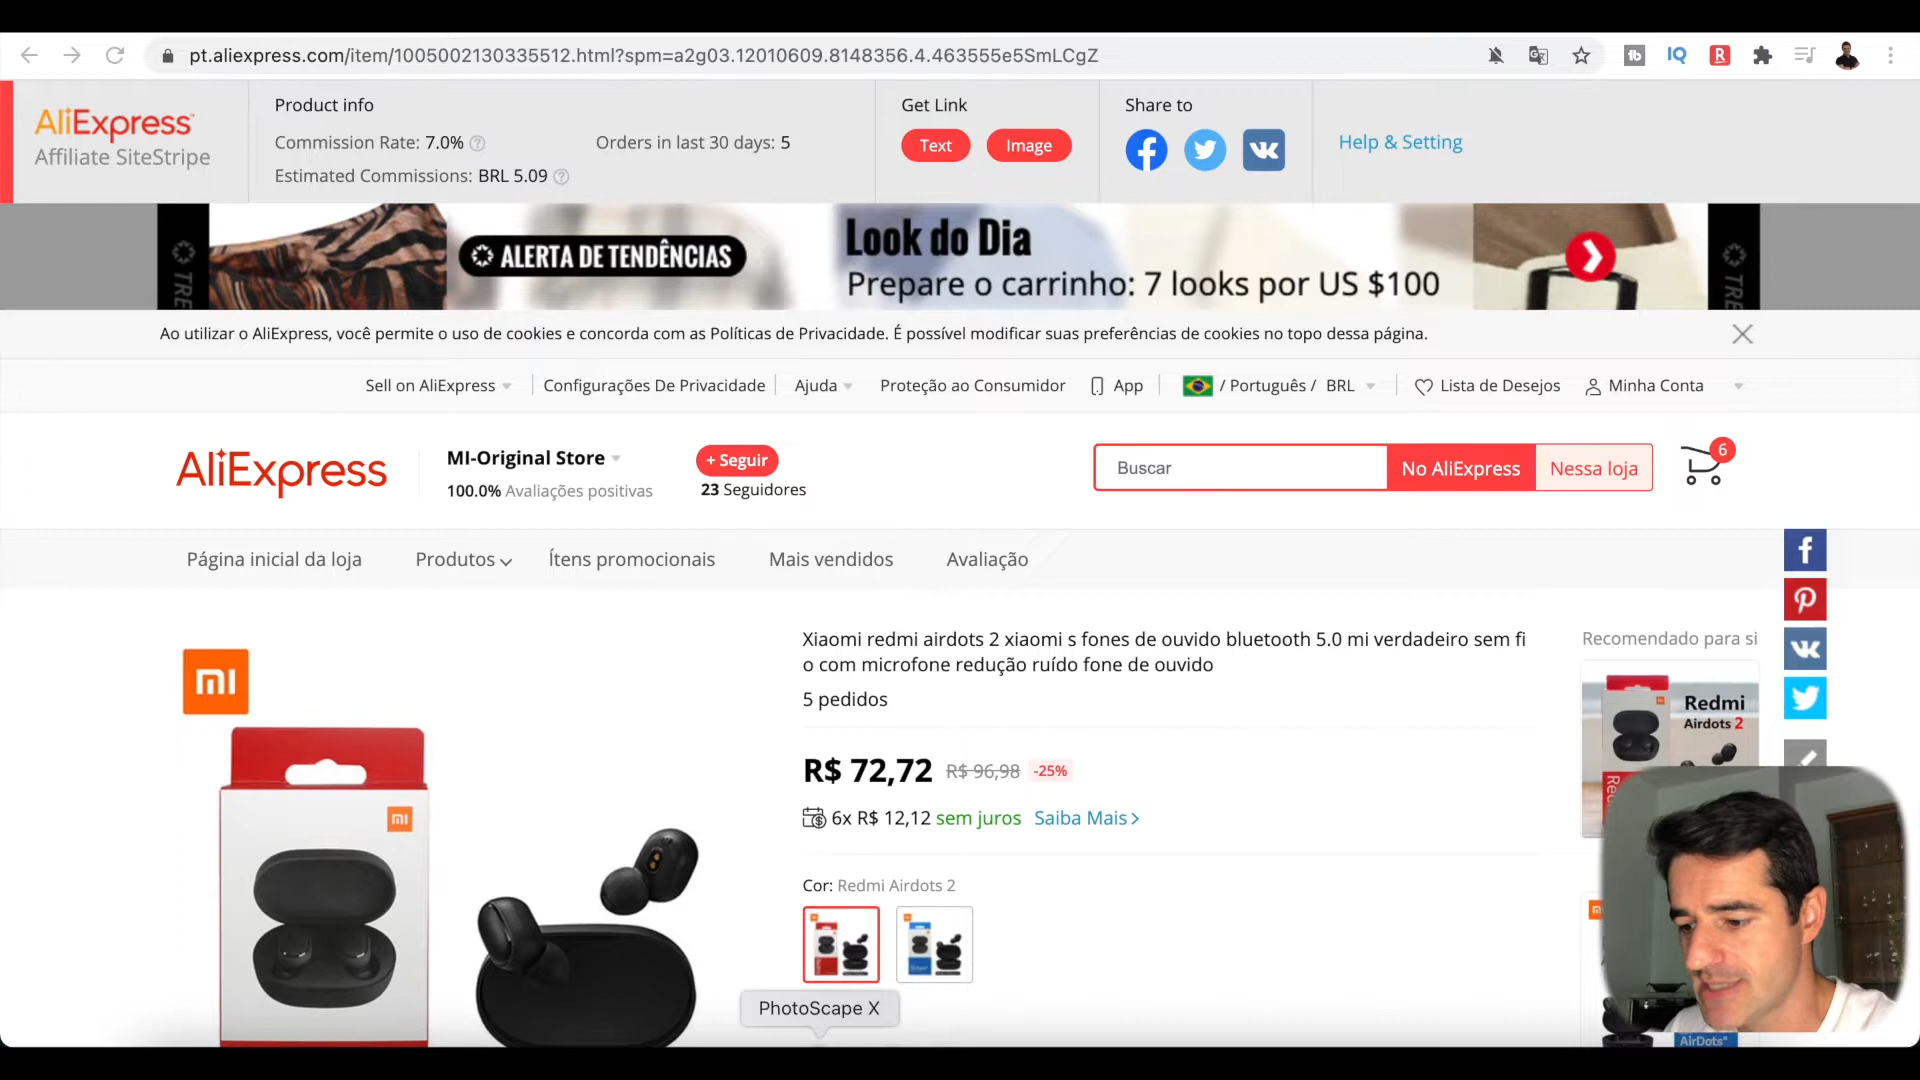 pt.aliexpress.com/item/1005002130335512.html?spm=a2g03.12010609.8148356.4.463555e5SmLCgZ
AliExpress
Affiliate SiteStripe
Product info
Commission Rate: 7.0%
Orders in last 30 days: 5
Estimated Commissions: BRL 5.09
Get Link
Text
Image
Share to
Help & Setting
TRE
ALERTA DE TENDÊNCIAS
Look do Dia
Prepare o carrinho: 7 looks por US $100
TRE
Ao utilizar o AliExpress, você permite o uso de cookies e concorda com as Políticas de Privacidade. É possível modificar suas preferências de cookies no topo dessa página.
Sell on AliExpress
Configurações De Privacidade
Ajuda
Proteção ao Consumidor
App
/ Português / BRL
Lista de Desejos
Minha Conta
AliExpress
MI-Original Store
100.0% Avaliações positivas
+ Seguir
23 Seguidores
Buscar
No AliExpress
Nessa loja
6
Página inicial da loja
Produtos
Ítens promocionais
Mais vendidos
Avaliação
Xiaomi redmi airdots 2 xiaomi s fones de ouvido bluetooth 5.0 mi verdadeiro sem fi
o com microfone redução ruído fone de ouvido
5 pedidos
R$ 72,72 R$ 96,98 -25%
6x R$ 12,12 sem juros Saiba Mais
Cor: Redmi Airdots 2
PhotoScape X
Recomendado para si
Redmi
Airdots 2
AirDots